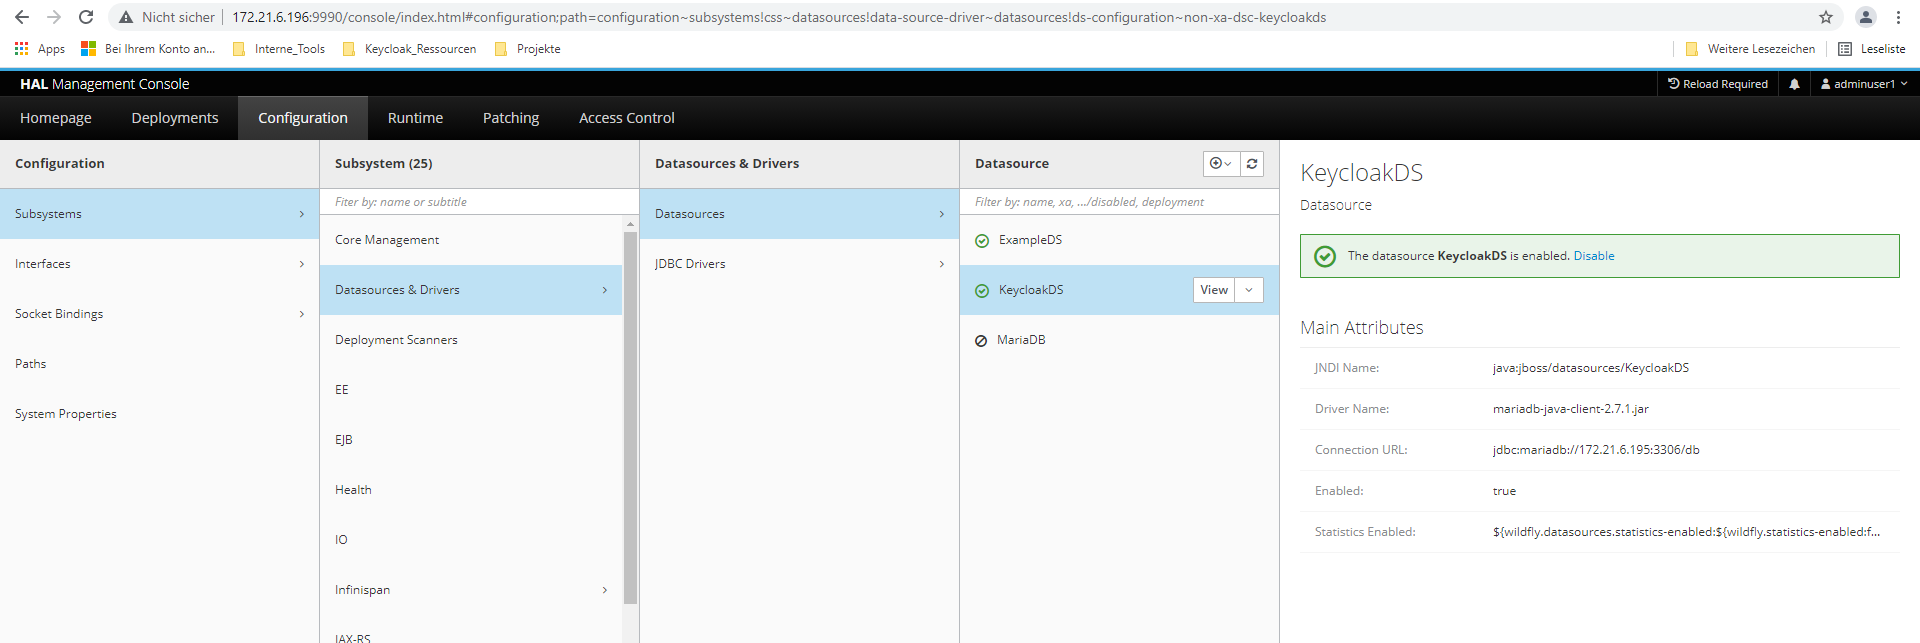 Nicht sicher
172.21.6.196:9990/console/index.html#configuration;path=configuration~subsystems!css~datasources!data-source-driver~datasources!ds-configuration~non-xa-dsc-keycloakds
Apps
Bei Ihrem Konto an...
Interne_Tools
Keycloak_Ressourcen
Projekte
Weitere Lesezeichen
Leseliste
HAL Management Console
Reload Required
adminuser1
Homepage
Deployments
Configuration
Runtime
Patching
Access Control
Configuration
Subsystems
Interfaces
Socket Bindings
Paths
System Properties
Subsystem (25)
Fiter by: name or subtitle
Core Management
Datasources & Drivers
Deployment Scanners
EE
EJB
Health
IO
Infinispan
JAX-RS
Datasources & Drivers
Datasources
JDBC Drivers
Datasource
Filter by: name, xa, .../disabled, deployment
ExampleDS
KeycloakDS
View
MariaDB
KeycloakDS
Datasource
The datasource KeycloakDS is enabled. Disable
Main Attributes
JNDI Name: java:jboss/datasources/KeycloakDS
Driver Name: mariadb-java-client-2.7.1.jar
Connection URL: jdbc:mariadb://172.21.6.195:3306/db
Enabled: true
Statistics Enabled: ${wildfly.datasources.statistics-enabled:${wildfly.statistics-enabled:f...